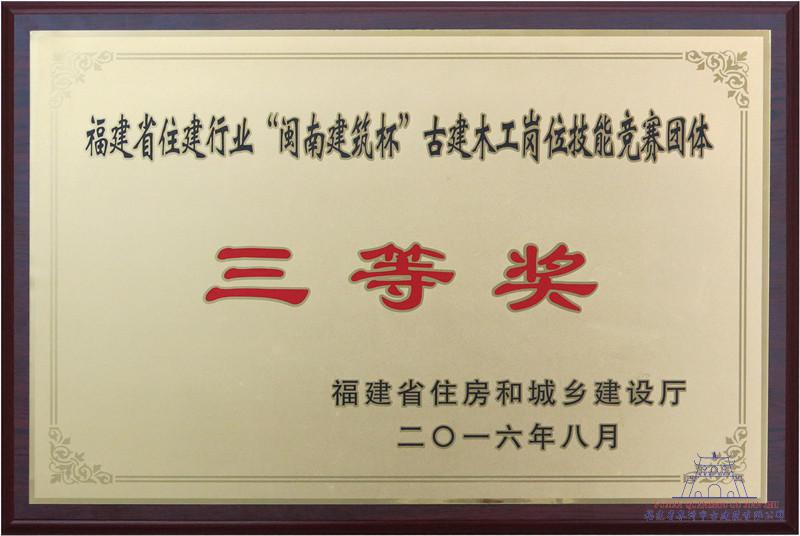 福建省住建行业“闽南建筑杯”古建木工岗位技能竞赛团体
三等奖
福建省住房和城乡建设厅
二〇一六年八月